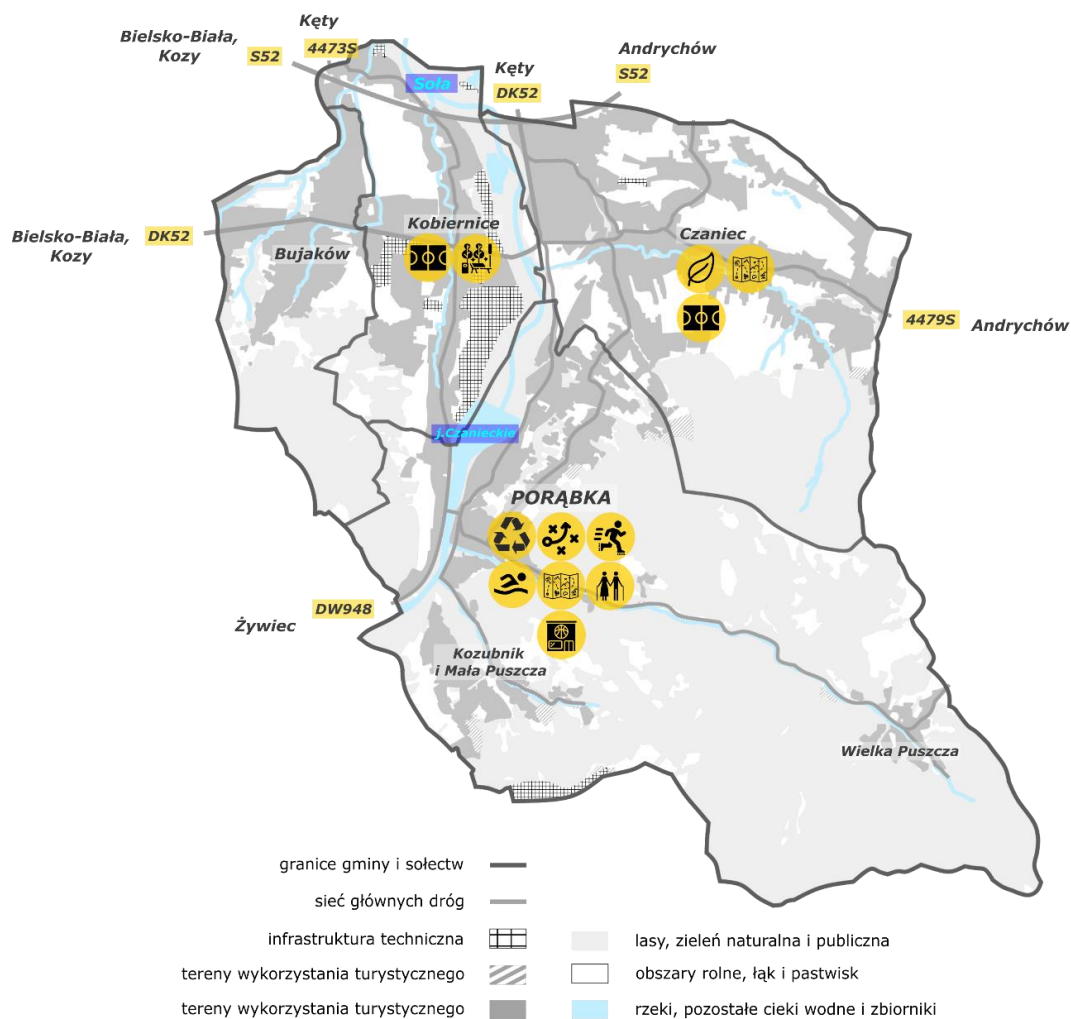 Kęty
Bielsko-Biała,
Kozy
S52
4473S
Andrychów
S52
Kęty
DK52
Soła
Kobiernice
Czaniec
Bielsko-Biała,
Kozy
DK52
Bujaków
4479S
Andrychów
j.Czanieckie
PORĄBKA
DW948
Żywiec
Kozubnik
i Mała Puszcza
Wielka Puszcza
granice gminy i sołectw
sieć głównych dróg
infrastruktura techniczna
lasy, zieleń naturalna i publiczna
tereny wykorzystania turystycznego
obszary rolne, łąk i pastwisk
tereny wykorzystania turystycznego
rzeki, pozostałe cieki wodne i zbiorniki